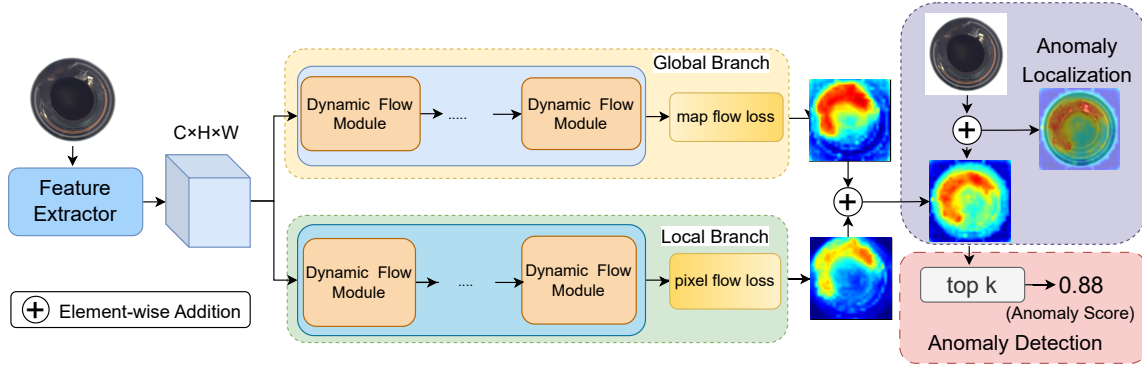 C×H×W
Feature
Extractor
Element-wise Addition
Global Branch
Dynamic Flow
Module
.....
Dynamic Flow
Module
map flow loss
Local Branch
Dynamic Flow
Module
....
Dynamic Flow
Module
pixel flow loss
Anomaly
Localization
top k
0.88
(Anomaly Score)
Anomaly Detection